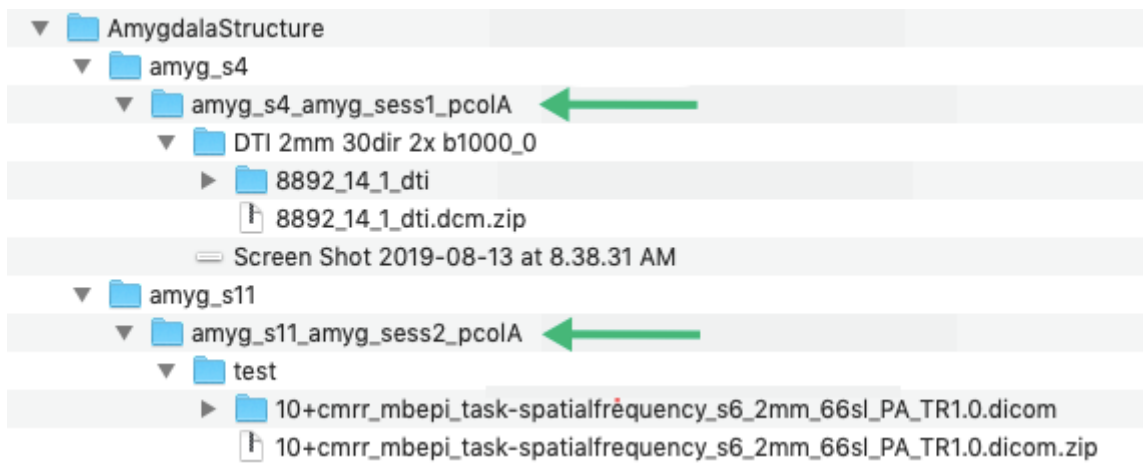 AmygdalaStructure
amyg_s4
amyg_s4_amyg_sess1_pcolA
DTI 2mm 30dir 2x b1000_0
8892_14_1_dti
8892_14_1_dti.dcm.zip
Screen Shot 2019-08-13 at 8.38.31 AM
amyg_s11
amyg_s11_amyg_sess2_pcolA
test
10+cmrr_mbepi_task-spatialfrequency_s6_2mm_66sl_PA_TR1.0.dicom
10+cmrr_mbepi_task-spatialfrequency_s6_2mm_66sl_PA_TR1.0.dicom.zip